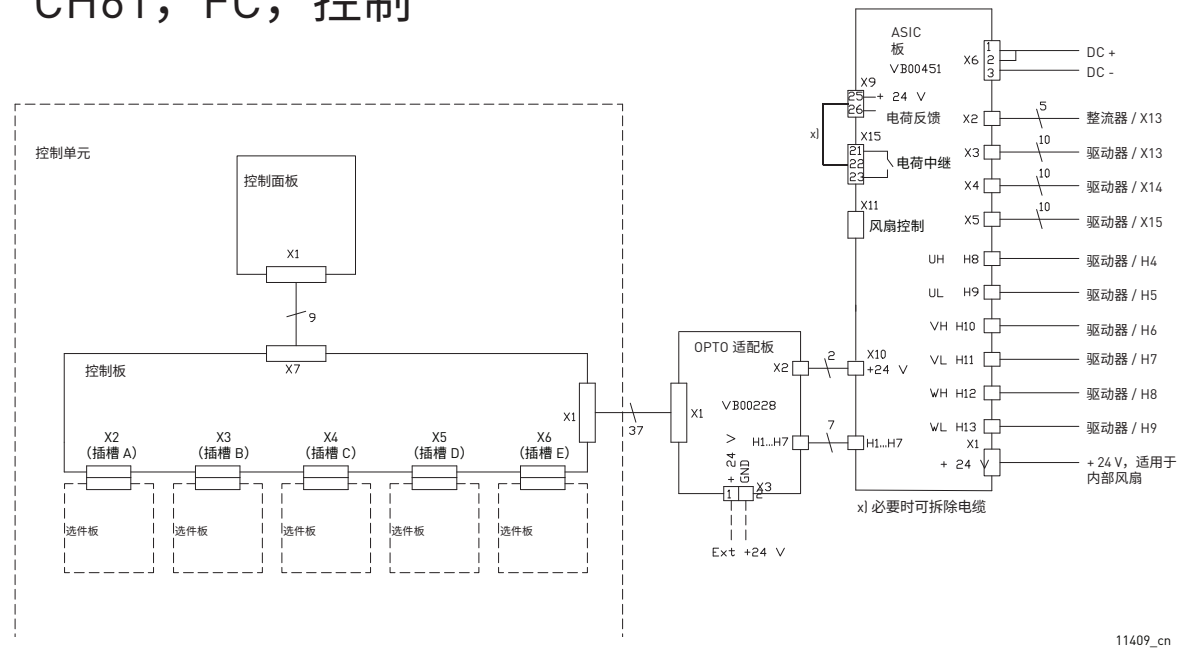 CH61，FC，控制
控制单元
控制面板
X1
9
X7
控制板
X1
37
X2
（插槽 A）
X3
（插槽 B）
X4
（插槽 C）
X5
（插槽 D）
X6
（插槽 E）
选件板
选件板
选件板
选件板
选件板
OPTO 适配板
X2
2
X1
VB00228
H1...H7
7
+ 24 V
GND
X3
1
2
Ext +24 V
ASIC
板
VB00451
X6
1
2
3
DC +
DC -
X9
25
+ 24 V
26
电荷反馈
x)
X15
21
22
23
电荷中继
X11
风扇控制
X2
5
整流器 / X13
X3
10
驱动器 / X13
X4
10
驱动器 / X14
X5
10
驱动器 / X15
UH H8
驱动器 / H4
UL H9
驱动器 / H5
VH H10
驱动器 / H6
X10
+24 V
VL H11
驱动器 / H7
WH H12
驱动器 / H8
WL H13
驱动器 / H9
H1...H7
X1
+ 24 V
+ 24 V，适用于
内部风扇
x) 必要时可拆除电缆
11409_cn